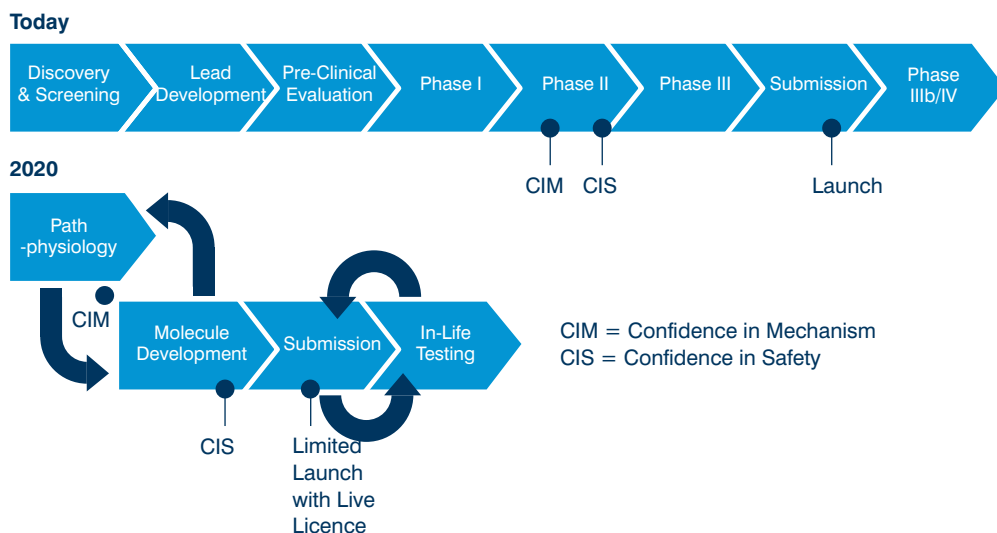 Today
Discovery
& Screening
Lead
Development
Pre-Clinical
Evaluation
Phase I
Phase II
Phase III
Submission
Phase
IIIb/IV
CIM
CIS
Launch
2020
Path
-physiology
CIM
Molecule
Development
Submission
In-Life
Testing
CIM = Confidence in Mechanism
CIS = Confidence in Safety
CIS
Limited
Launch
with Live
Licence